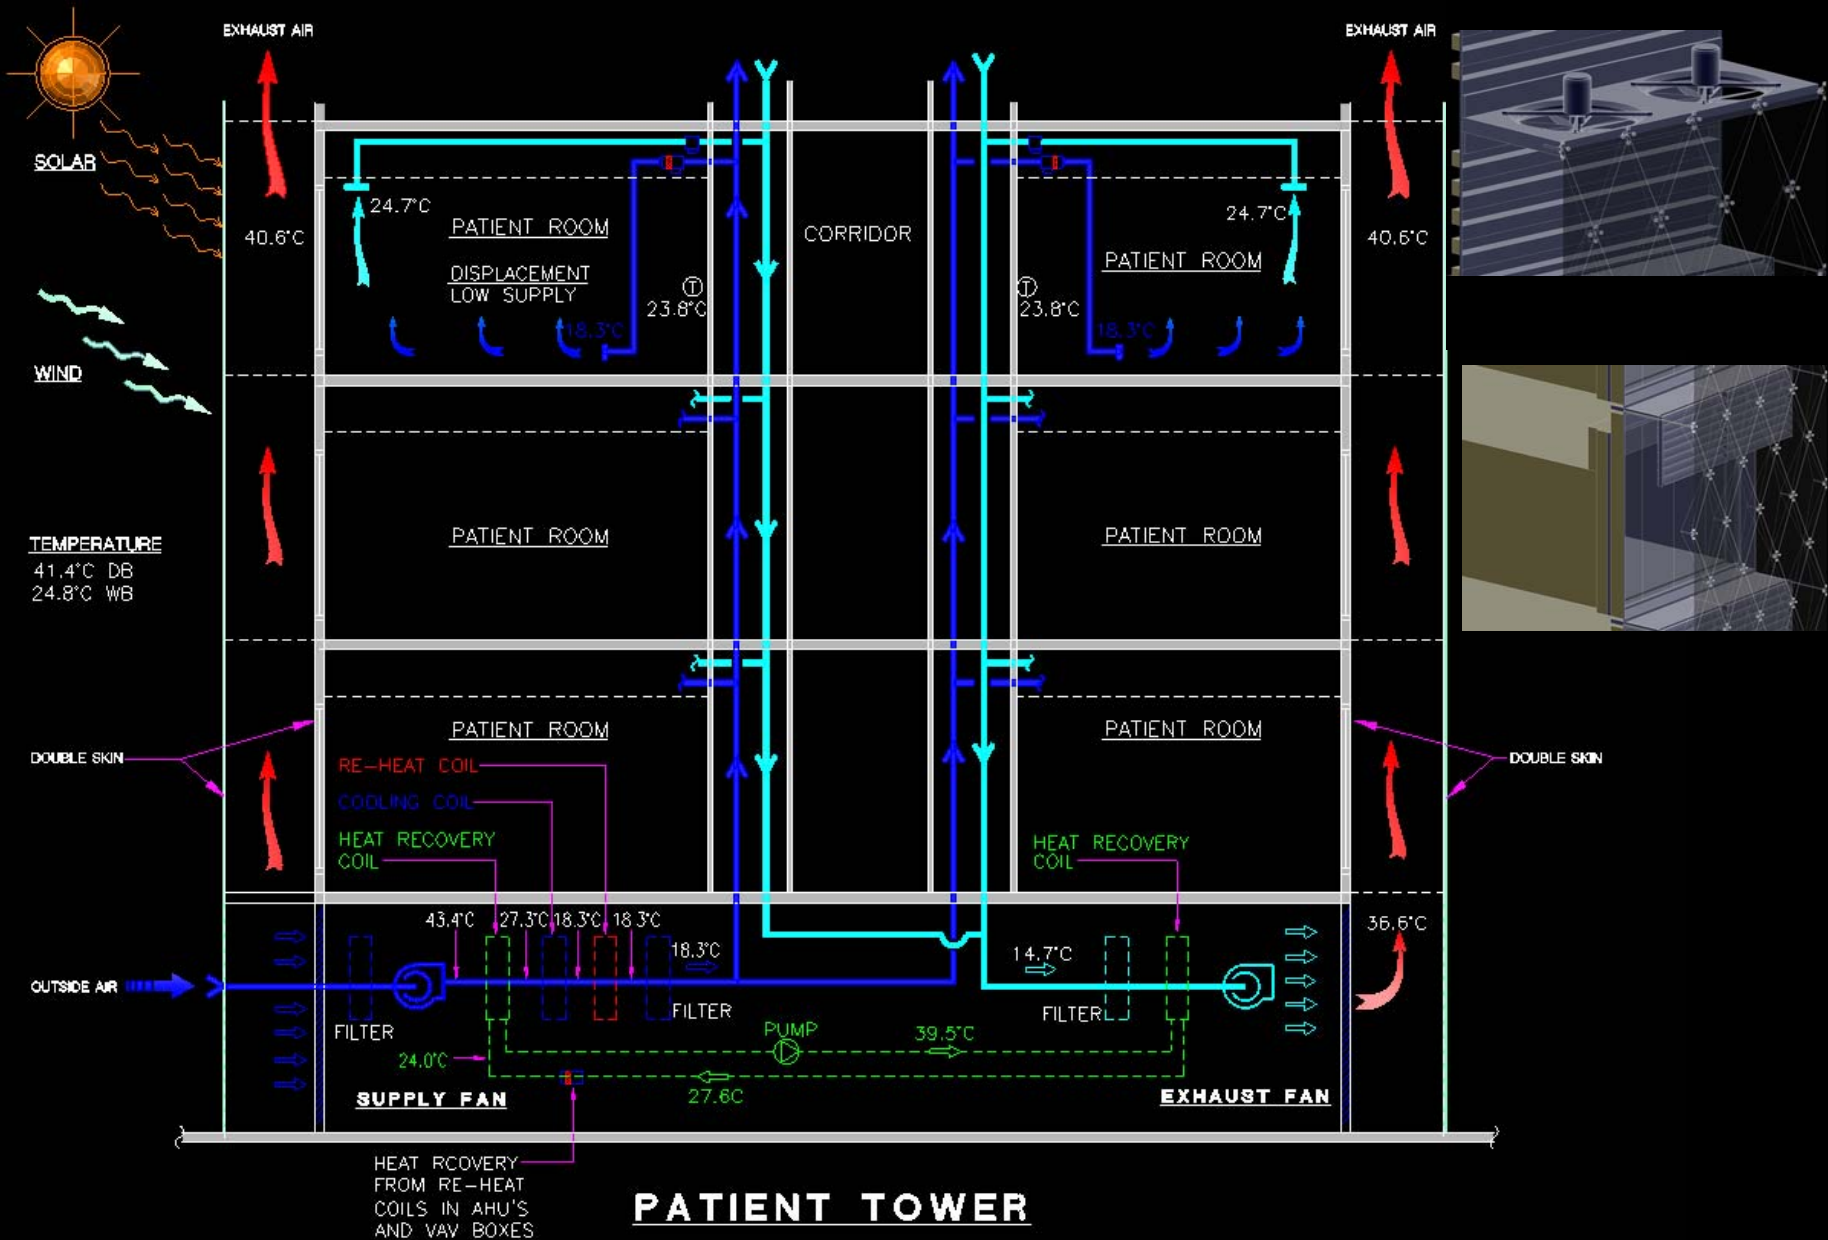 EXHAUST AIR
EXHAUST AIR
SOLAR
24.7°C
24.7°C
40.6°C
PATIENT ROOM
CORRIDOR
40.6°C
PATIENT ROOM
DISPLACEMENT
LOW SUPPLY
T
T
23.8°C
23.8°C
18.3°C
18.3°C
WIND
TEMPERATURE
41.4°C DB
24.8°C WB
PATIENT ROOM
PATIENT ROOM
PATIENT ROOM
PATIENT ROOM
DOUBLE SKIN
DOUBLE SKIN
RE-HEAT COIL
COOLING COIL
HEAT RECOVERY
COIL
HEAT RECOVERY
COIL
43.4°C
27.3°C
18.3°C
18.3°C
36.6°C
18.3°C
14.7°C
OUTSIDE AIR
FILTER
FILTER
FILTER
PUMP
39.5°C
24.0°C
27.6C
SUPPLY FAN
EXHAUST FAN
HEAT RCOVERY
FROM RE-HEAT
COILS IN AHU'S
AND VAV BOXES
PATIENT TOWER